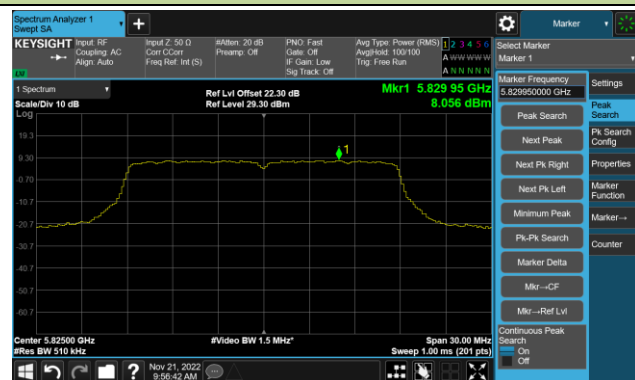 Spectrum Analyzer 1
Swept SA
+
Marker
KEYSIGHT
Input: RF
Coupling: AC
Align: Auto
Input Z: 50 Ω
Corr CCorr
Freq Ref: Int (S)
#Atten: 20 dB
Preamp: Off
PNO: Fast
Gate: Off
IF Gain: Low
Sig Track: Off
Avg Type: Power (RMS)
Avg|Hold: 100/100
Trig: Free Run
1 2 3 4 5 6
A W W W W W
A N N N N N
LXI
Select Marker
Marker 1
1 Spectrum
Scale/Div 10 dB
Log
Ref Lvl Offset 22.30 dB
Ref Level 29.30 dBm
Mkr1 5.829 95 GHz
8.056 dBm
19.3
9.30
-0.70
-10.7
-20.7
-30.7
-40.7
-50.7
-60.7
1
Center 5.82500 GHz
#Res BW 510 kHz
#Video BW 1.5 MHz*
Span 30.00 MHz
Sweep 1.00 ms (201 pts)
Marker Frequency
5.829950000 GHz
Peak Search
Next Peak
Next Pk Right
Next Pk Left
Minimum Peak
Pk-Pk Search
Marker Delta
Mkr→CF
Mkr→Ref Lvl
Continuous Peak
Search
On
Off
Settings
Peak
Search
Pk Search
Config
Properties
Marker
Function
Marker→
Counter
?
Nov 21, 2022
9:56:42 AM